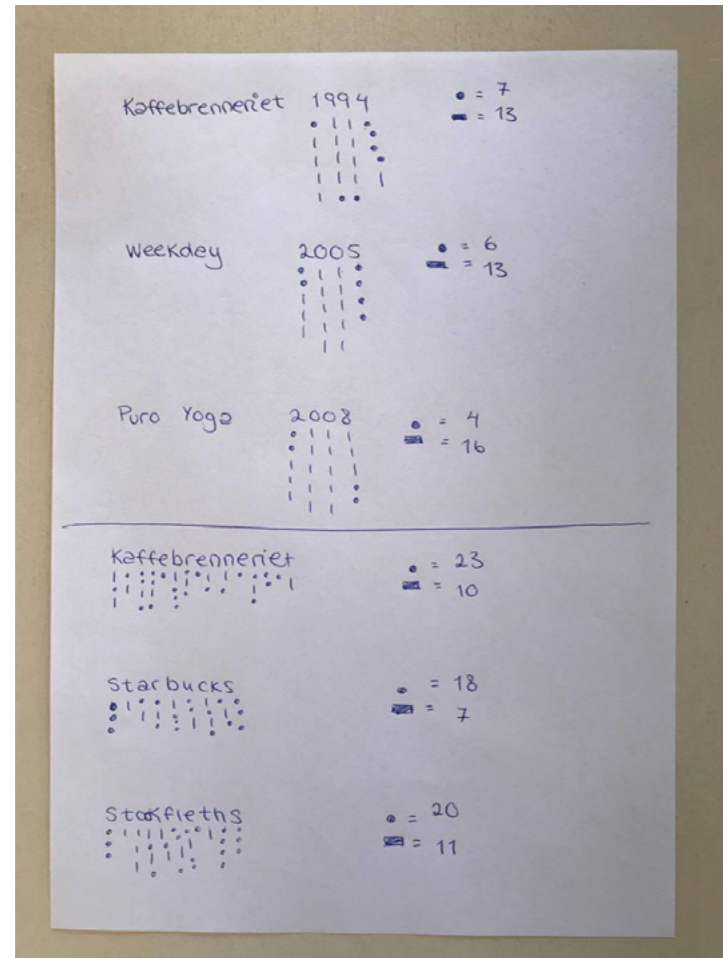 Kaffebrenneriet 1994 • = 7
▬ = 13
Weekdey 2005 • = 6
▬ = 13
Puro Yoga 2008 • = 4
▬ = 16
Kaffebrenneriet • = 23
▬ = 10
Starbucks • = 18
▬ = 7
• = 20
▬ = 11